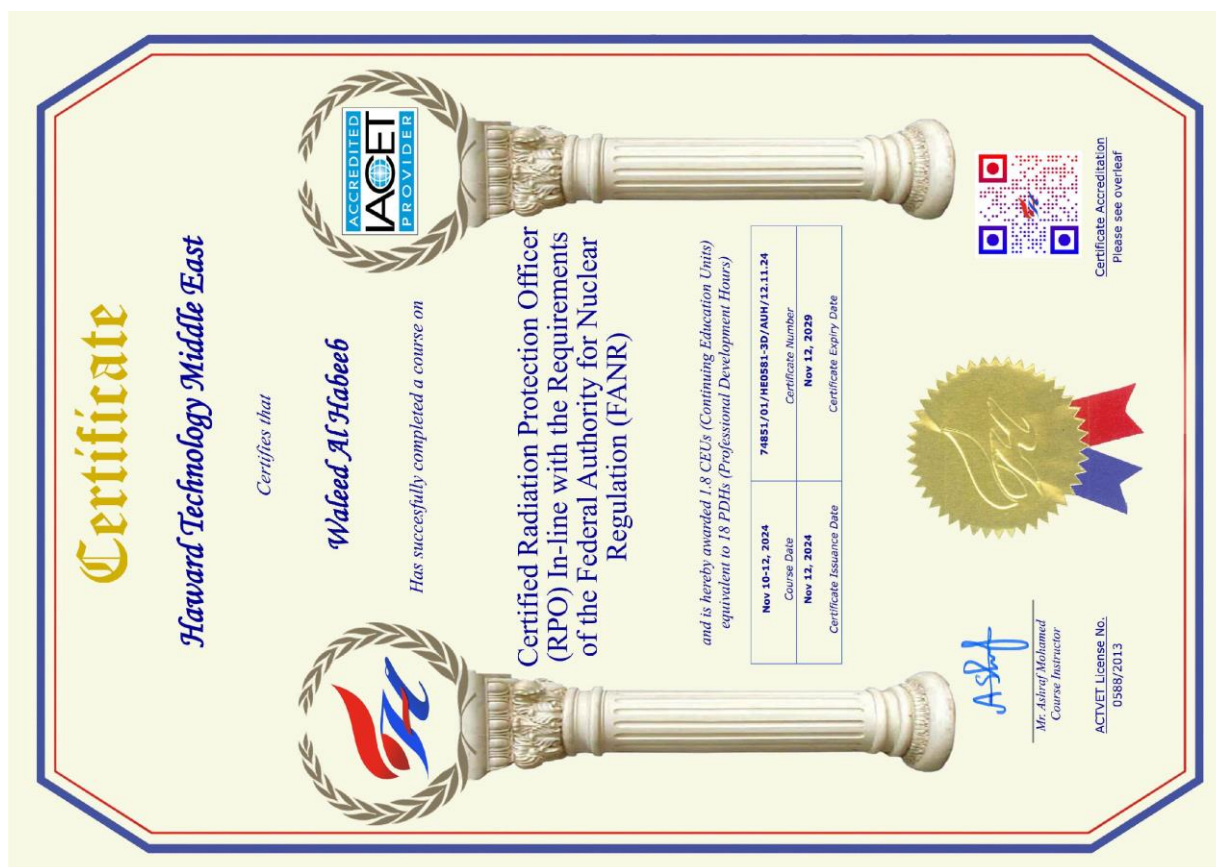 Certificate
Haward Technology Middle East
Certifies that
Waleed Al Habeeb
Has succesfully completed a course on
Certified Radiation Protection Officer
(RPO) In-line with the Requirements
of the Federal Authority for Nuclear
Regulation (FANR)
and is hereby awarded 1.8 CEUs (Continuing Education Units)
equivalent to 18 PDHs (Professional Development Hours)
Nov 10-12, 2024
Course Date
74851/01/HE0581-3D/AUH/12.11.24
Certificate Number
Nov 12, 2024
Certificate Issuance Date
Nov 12, 2029
Certificate Expiry Date
ACCREDITED
IACET
PROVIDER
Ashraf
Mr. Ashraf Mohamed
Course Instructor
ACTVET License No.
0588/2013
Certificate Accreditation
Please see overleaf